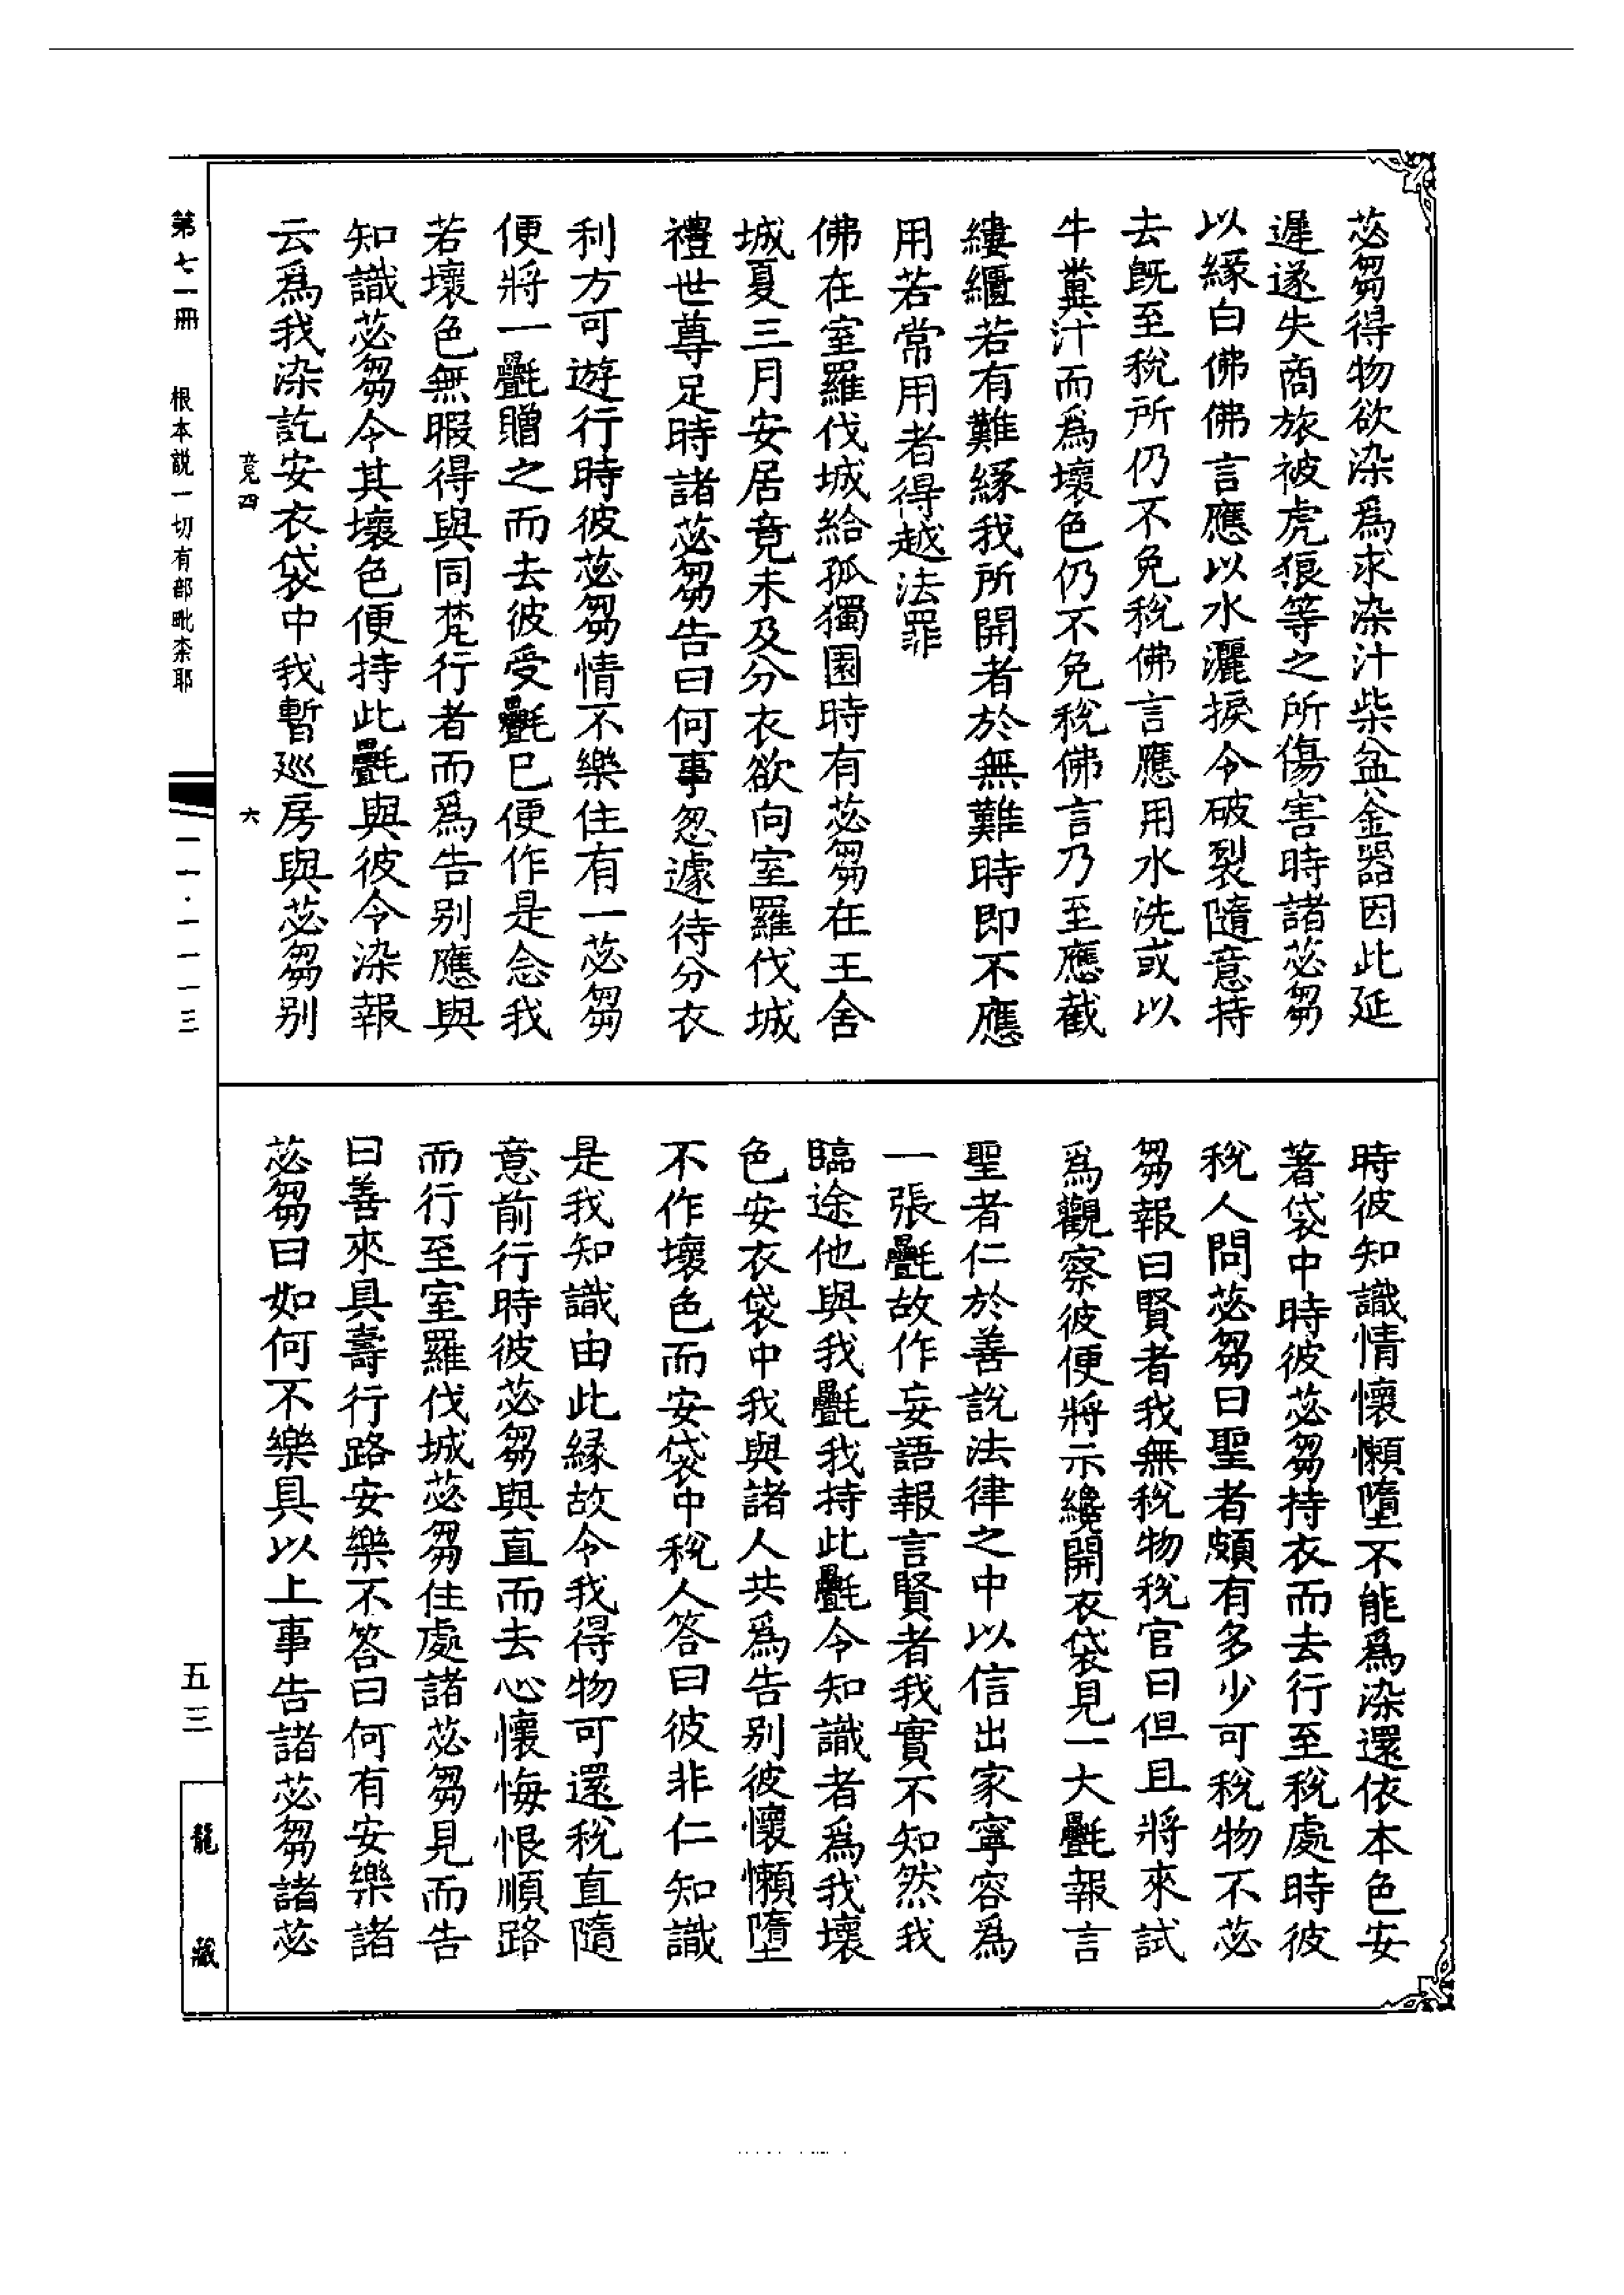 苾芻得物欲染爲求染汁柴盆金器因此延
遲遂失商旅被虎狼等之所傷害時諸苾芻
以緣白佛佛言應以水灑捩令破裂隨意持
去既至稅所仍不免稅佛言應用水洗或以
牛糞汁而爲壞色仍不免稅佛言乃至應截
縷纑若有難緣我所開者於無難時即不應
用若常用者得越法罪
佛在室羅伐城給孤獨園時有苾芻在王舍
城夏三月安居竟未及分衣欲向室羅伐城
禮世尊足時諸苾芻告曰何事怱遽待分衣
利方可遊行時彼苾芻情不樂住有一苾芻
便將一㲲贈之而去彼受㲲已便作是念我
若壞色無暇得與同梵行者而爲告别應與
知識苾芻令其壞色便持此㲲與彼令染報
云爲我染訖安衣袋中我暫巡房與苾芻别
時彼知識情懷懶墮不能爲染還依本色安
著袋中時彼苾芻持衣而去行至稅處時彼
稅人問苾芻曰聖者頗有多少可稅物不苾
芻報曰賢者我無稅物稅官曰但且將來試
爲觀察彼便將示纔開衣袋見一大㲲報言
聖者仁於善說法律之中以信出家寧容爲
一張㲲故作妄語報言賢者我實不知然我
臨途他與我㲲我持此㲲令知識者爲我壞
色安衣袋中我與諸人共爲告别彼懷懶墮
不作壞色而安袋中稅人答曰彼非仁知識
是我知識由此緣故令我得物可還稅直隨
意前行時彼苾芻與直而去心懷悔恨順路
而行至室羅伐城苾芻住處諸苾芻見而告
曰善來具壽行路安樂不答曰何有安樂諸
苾芻曰如何不樂具以上事告諸苾芻諸苾
竟四
六
第七一冊
根本説一切有部毗奈耶
一一·一一一三
五三
龍藏